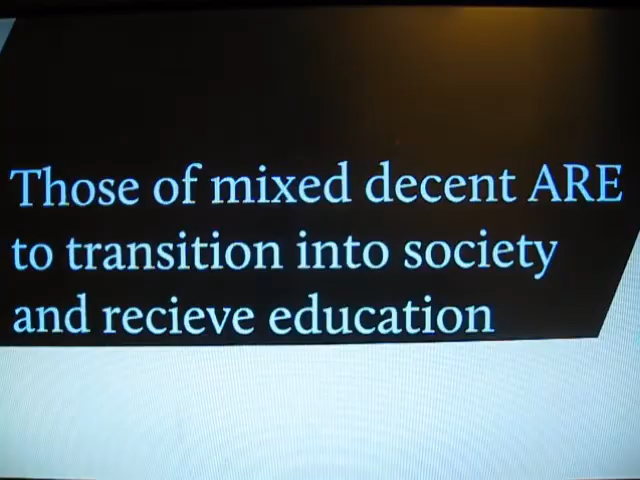 Those of mixed decent ARE
to transition into society
and recieve education